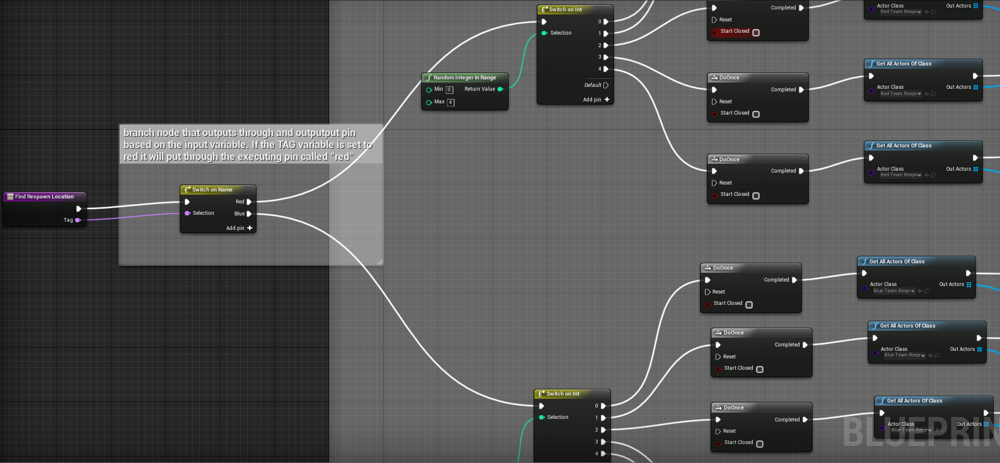 Find Respawn Location
Tag
branch node that outputs through and outputput pin
based on the input variable. If the TAG variable is set to
red it will put through the executing pin called "red"
Switch on Name
Selection
Red
Blue
Add pin
Random Integer in Range
Min 0
Max 4
Return Value
Switch on Int
Selection
0
1
2
3
4
Default
Add pin
Completed
Reset
Start Closed
Actor Class
Red Team Resp
Out Actors
DoOnce
Completed
Reset
Start Closed
Get All Actors Of Class
Actor Class
Red Team Resp
Out Actors
DoOnce
Completed
Reset
Start Closed
Get All Actors Of Class
Actor Class
Red Team Resp
Out Actors
DoOnce
Completed
Reset
Start Closed
Get All Actors Of Class
Actor Class
Blue Team Resp
Out Actors
DoOnce
Completed
Reset
Start Closed
Get All Actors Of Class
Actor Class
Blue Team Resp
Out Actors
Switch on Int
Selection
0
1
2
3
4
DoOnce
Completed
Reset
Start Closed
Get All Actors Of Class
Actor Class
Blue Team Resp
Out Actors
BLUEPRIN